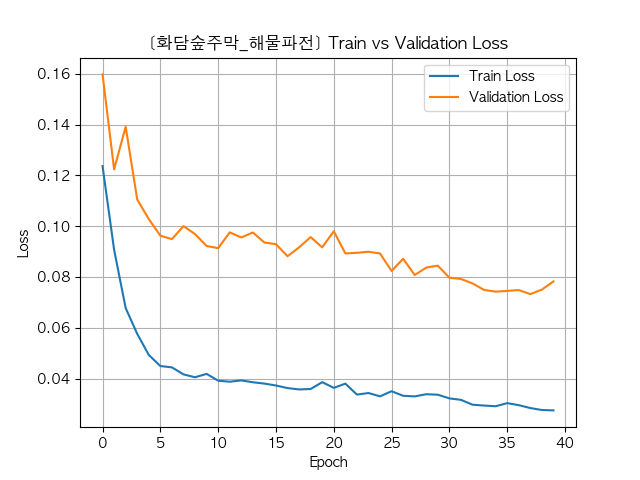 [화담숲주막_해물파전] Train vs Validation Loss
Train Loss
Validation Loss
Loss
0.16
0.14
0.12
0.10
0.08
0.06
0.04
0 5 10 15 20 25 30 35 40
Epoch